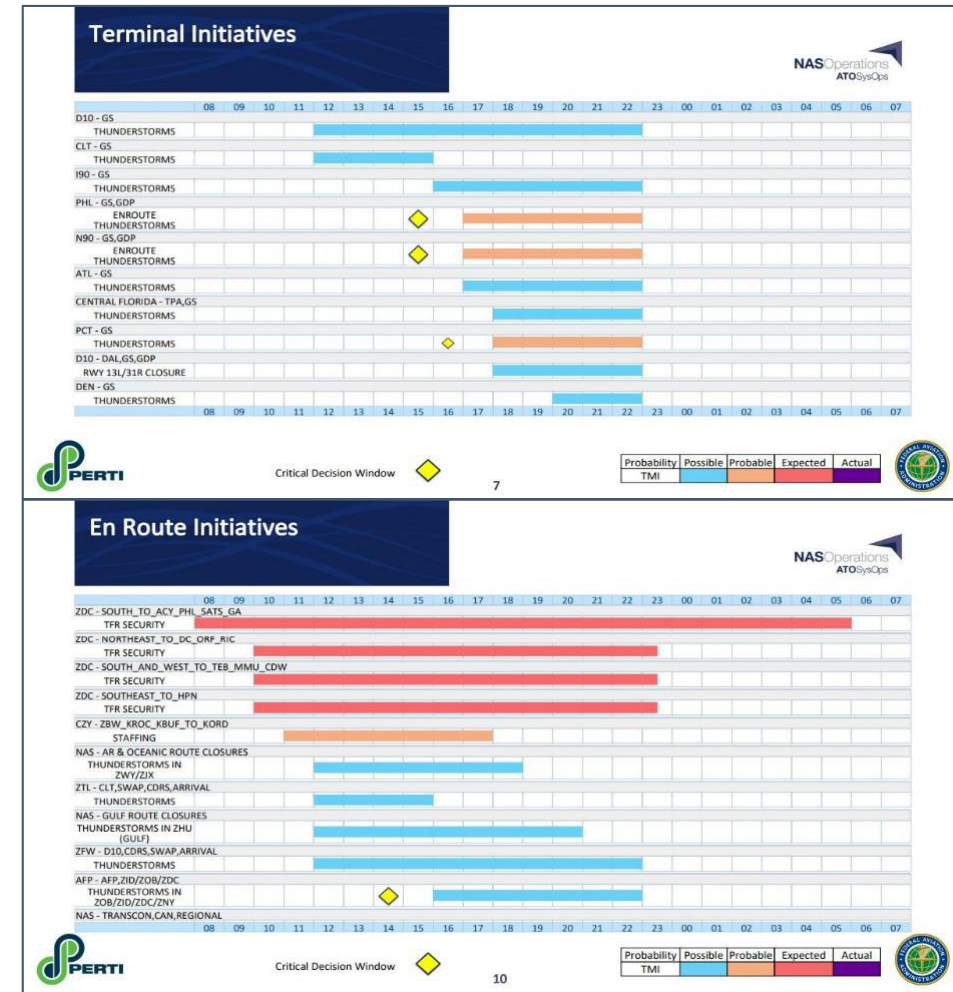 Terminal Initiatives
NASOperations
ATOSysOps
08 09 10 11 12 13 14 15 16 17 18 19 20 21 22 23 00 01 02 03 04 05 06 07
D10 - GS
THUNDERSTORMS
CLT - GS
THUNDERSTORMS
I90 - GS
THUNDERSTORMS
PHL - GS,GDP
ENROUTE
THUNDERSTORMS
N90 - GS,GDP
ENROUTE
THUNDERSTORMS
ATL - GS
THUNDERSTORMS
CENTRAL FLORIDA - TPA,GS
THUNDERSTORMS
PCT - GS
THUNDERSTORMS
D10 - DAL,GS,GDP
RWY 13L/31R CLOSURE
DEN - GS
THUNDERSTORMS
08 09 10 11 12 13 14 15 16 17 18 19 20 21 22 23 00 01 02 03 04 05 06 07
PERTI
Critical Decision Window
7
Probability Possible Probable Expected Actual
TMI
FEDERAL AVIATION
ADMINISTRATION
En Route Initiatives
NASOperations
ATOSysOps
08 09 10 11 12 13 14 15 16 17 18 19 20 21 22 23 00 01 02 03 04 05 06 07
ZDC - SOUTH_TO_ACY_PHL_SATS_GA
TFR SECURITY
ZDC - NORTHEAST_TO_DC_ORF_RIC
TFR SECURITY
ZDC - SOUTH_AND_WEST_TO_TEB_MMU_CDW
TFR SECURITY
ZDC - SOUTHEAST_TO_HPN
TFR SECURITY
CZY - ZBW_KROC_KBUF_TO_KORD
STAFFING
NAS - AR & OCEANIC ROUTE CLOSURES
THUNDERSTORMS IN
ZWY/ZJX
ZTL - CLT,SWAP,CDRS,ARRIVAL
THUNDERSTORMS
NAS - GULF ROUTE CLOSURES
THUNDERSTORMS IN ZHU
(GULF)
ZFW - D10,CDRS,SWAP,ARRIVAL
THUNDERSTORMS
AFP - AFP,ZID/ZOB/ZDC
THUNDERSTORMS IN
ZOB/ZID/ZDC/ZNY
NAS - TRANSCON,CAN,REGIONAL
08 09 10 11 12 13 14 15 16 17 18 19 20 21 22 23 00 01 02 03 04 05 06 07
PERTI
Critical Decision Window
10
Probability Possible Probable Expected Actual
TMI
FEDERAL AVIATION
ADMINISTRATION